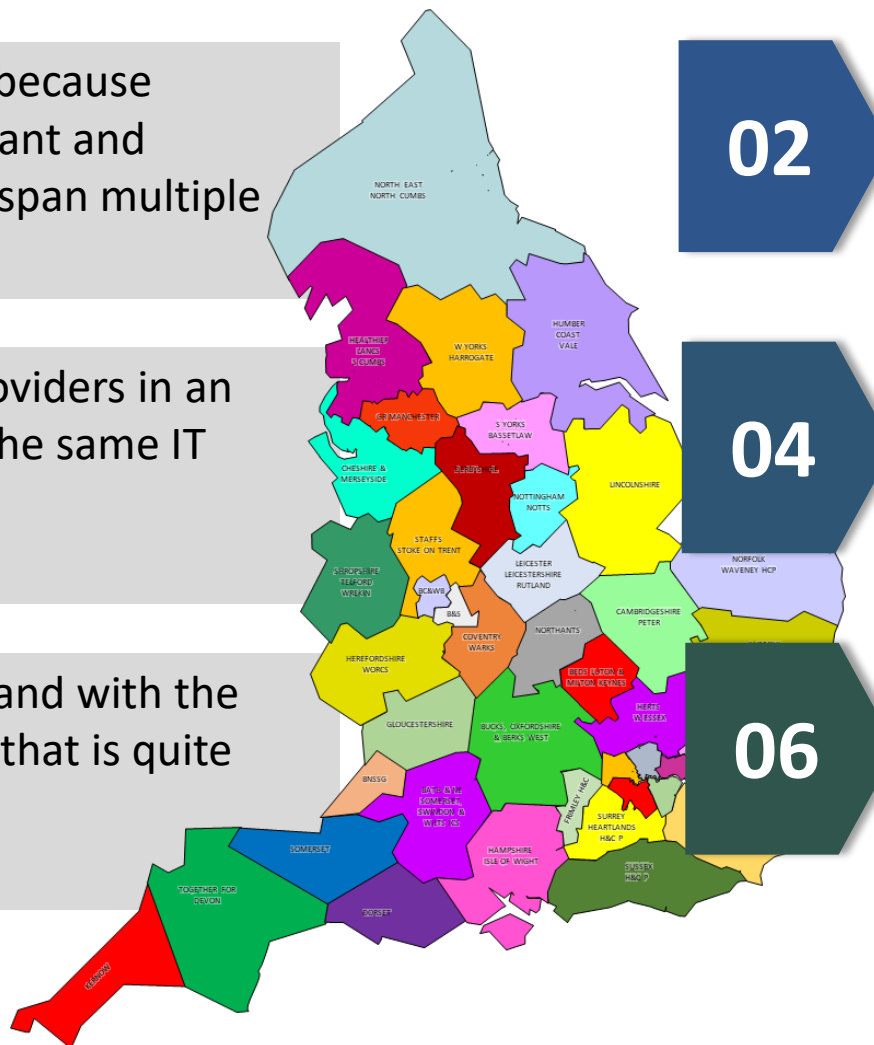 because
ant and
span multiple
02
NORTH EAST
NORTH CUMBS
HEALTHIER
LANCS
S CUMBS
W YORKS
HARROGATE
HUMBER
COAST
VALE
oviders in an
he same IT
04
GR MANCHESTER
S YORKS
BASSETLAW
CHESHIRE &
MERSEYSIDE
NOTTINGHAM
NOTTS
LINCOLNSHIRE
STAFFS
STOKE ON TRENT
LEICESTER
LEICESTERSHIRE
RUTLAND
NORFOLK
WAVENEY HCP
SHROPSHIRE
TELFORD
WREKIN
BC&WB
B&S
COVENTRY
WARKS
NORTHANTS
CAMBRIDGESHIRE
PETER
and with the
that is quite
06
HEREFORDSHIRE
WORCS
BEDS LUTON &
MILTON KEYNES
HERTS
W ESSEX
GLOUCESTERSHIRE
BUCKS, OXFORDSHIRE
& BERKS WEST
BNSSG
SOMERSET,
SWINDON &
FRIMLEY H&C
SURREY
HEARTLANDS
H&C P
SOMERSET
HAMPSHIRE
ISLE OF WIGHT
SUSSEX
H&C P
TOGETHER FOR
DEVON
DORSET
KERNOW